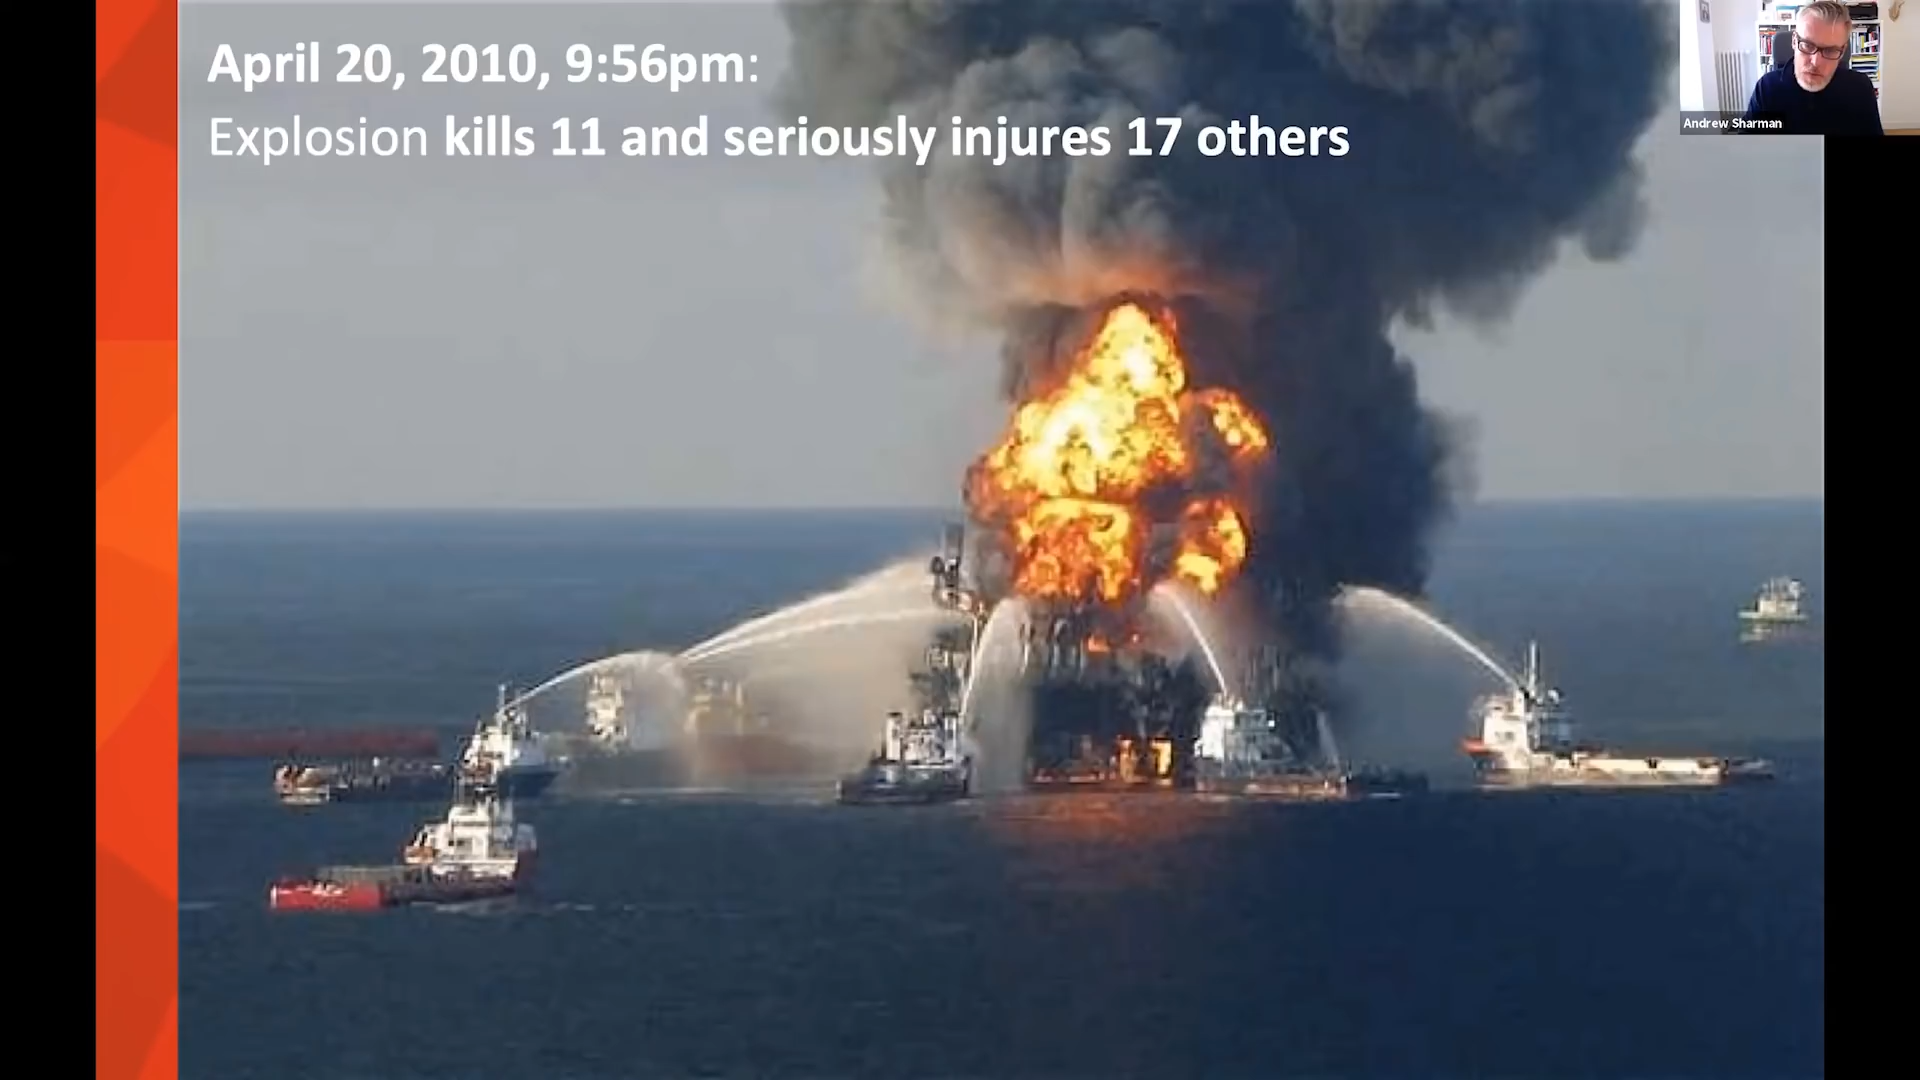 April 20, 2010, 9:56pm:
Explosion kills 11 and seriously injures 17 others
Andrew Sharman